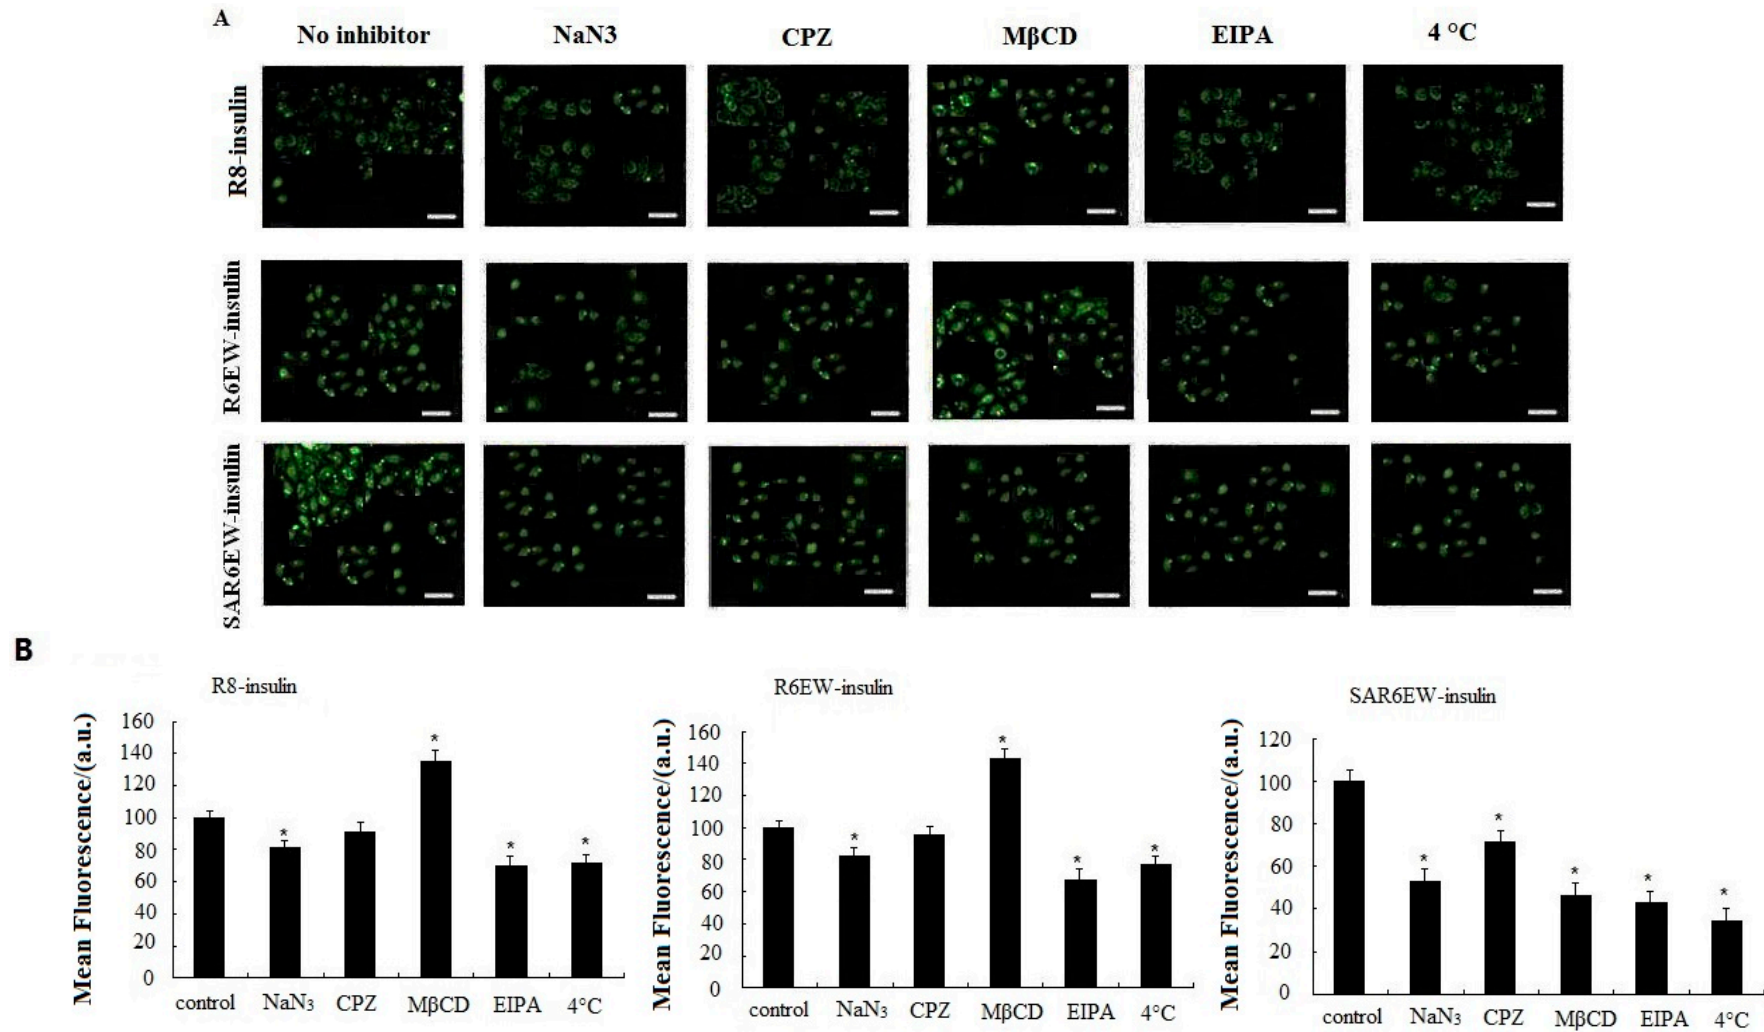 A
No inhibitor NaN3 CPZ MβCD EIPA 4 °C
R8-insulin
R6EW-insulin
SAR6EW-insulin
B
R8-insulin
Mean Fluorescence/(a.u.)
160
140
120
100
80
60
40
20
0
*
*
*
*
control NaN₃ CPZ MβCD EIPA 4°C
R6EW-insulin
Mean Fluorescence/(a.u.)
160
140
120
100
80
60
40
20
0
*
*
*
*
control NaN₃ CPZ MβCD EIPA 4°C
SAR6EW-insulin
Mean Fluorescence/(a.u.)
120
100
80
60
40
20
0
*
*
*
*
*
control NaN₃ CPZ MβCD EIPA 4°C